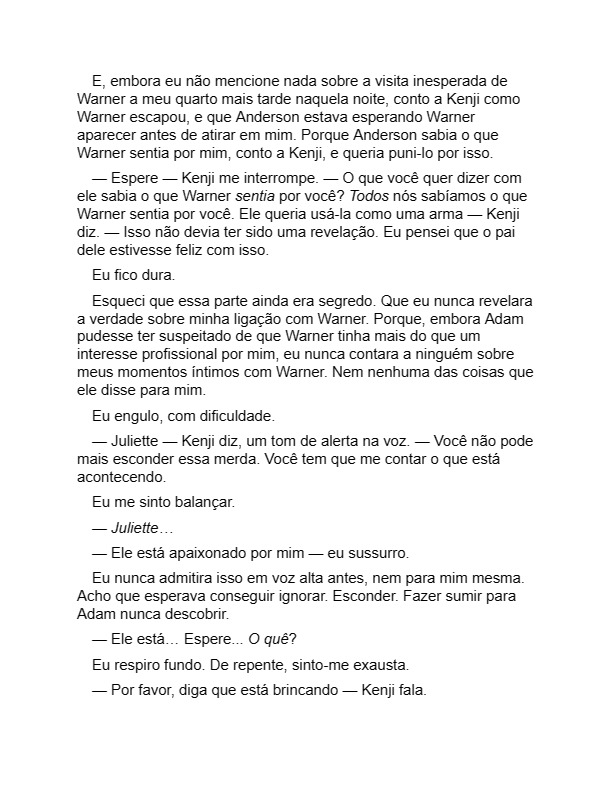 E, embora eu não mencione nada sobre a visita inesperada de
Warner a meu quarto mais tarde naquela noite, conto a Kenji como
Warner escapou, e que Anderson estava esperando Warner
aparecer antes de atirar em mim. Porque Anderson sabia o que
Warner sentia por mim, conto a Kenji, e queria puni-lo por isso.
— Espere — Kenji me interrompe. — O que você quer dizer com
ele sabia o que Warner sentia por você? Todos nós sabíamos o que
Warner sentia por você. Ele queria usá-la como uma arma — Kenji
diz. — Isso não devia ter sido uma revelação. Eu pensei que o pai
dele estivesse feliz com isso.
Eu fico dura.
Esqueci que essa parte ainda era segredo. Que eu nunca revelara
a verdade sobre minha ligação com Warner. Porque, embora Adam
pudesse ter suspeitado de que Warner tinha mais do que um
interesse profissional por mim, eu nunca contara a ninguém sobre
meus momentos íntimos com Warner. Nem nenhuma das coisas que
ele disse para mim.
Eu engulo, com dificuldade.
— Juliette — Kenji diz, um tom de alerta na voz. — Você não pode
mais esconder essa merda. Você tem que me contar o que está
acontecendo.
Eu me sinto balançar.
— Juliette…
— Ele está apaixonado por mim — eu sussurro.
Eu nunca admitira isso em voz alta antes, nem para mim mesma.
Acho que esperava conseguir ignorar. Esconder. Fazer sumir para
Adam nunca descobrir.
— Ele está… Espere... O quê?
Eu respiro fundo. De repente, sinto-me exausta.
— Por favor, diga que está brincando — Kenji fala.